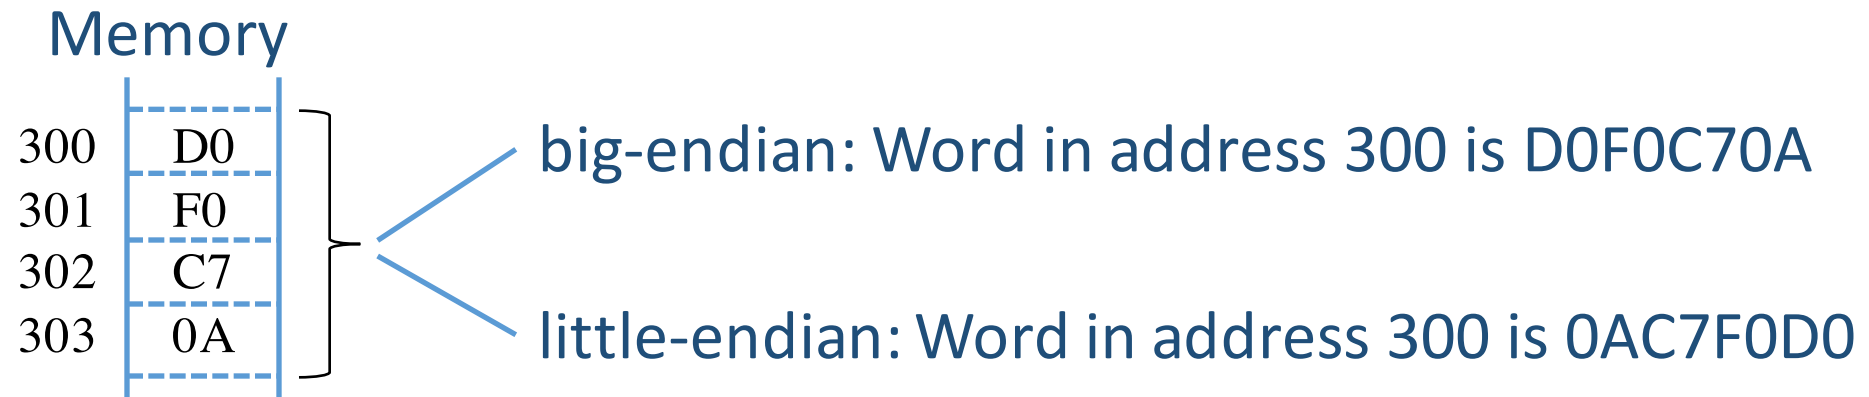 Memory
300 D0
301 F0
302 C7
303 0A
big-endian: Word in address 300 is D0F0C70A
little-endian: Word in address 300 is 0AC7F0D0